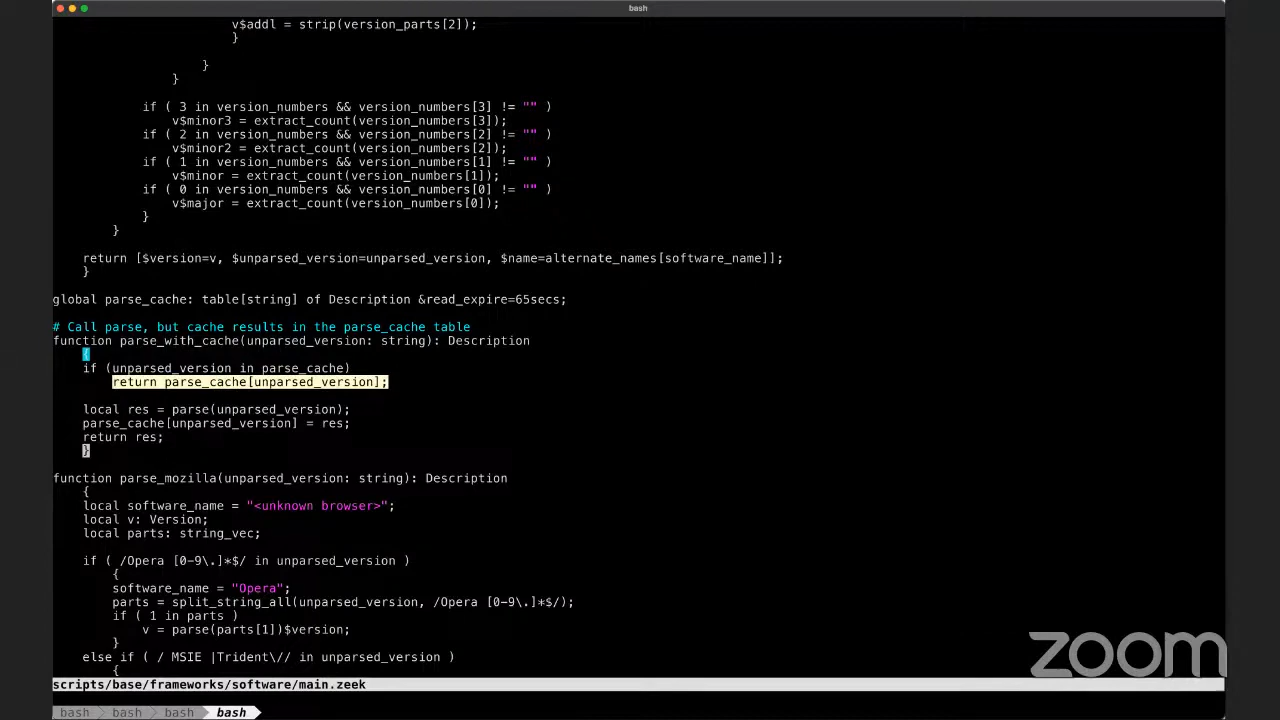 bash
v$addl = strip(version_parts[2]);
}
}
}
if ( 3 in version_numbers && version_numbers[3] != "" )
v$minor3 = extract_count(version_numbers[3]);
if ( 2 in version_numbers && version_numbers[2] != "" )
v$minor2 = extract_count(version_numbers[2]);
if ( 1 in version_numbers && version_numbers[1] != "" )
v$minor = extract_count(version_numbers[1]);
if ( 0 in version_numbers && version_numbers[0] != "" )
v$major = extract_count(version_numbers[0]);
}
}
return [$version=v, $unparsed_version=unparsed_version, $name=alternate_names[software_name]];
}
global parse_cache: table[string] of Description &read_expire=65secs;
# Call parse, but cache results in the parse_cache table
function parse_with_cache(unparsed_version: string): Description
{
if (unparsed_version in parse_cache)
return parse_cache[unparsed_version];
local res = parse(unparsed_version);
parse_cache[unparsed_version] = res;
return res;
}
function parse_mozilla(unparsed_version: string): Description
{
local software_name = "<unknown browser>";
local v: Version;
local parts: string_vec;
if ( /Opera [0-9\.]*$/ in unparsed_version )
{
software_name = "Opera";
parts = split_string_all(unparsed_version, /Opera [0-9\.]*$/);
if ( 1 in parts )
v = parse(parts[1])$version;
}
else if ( / MSIE |Trident\// in unparsed_version )
{
scripts/base/frameworks/software/main.zeek
bash bash bash bash
zoom